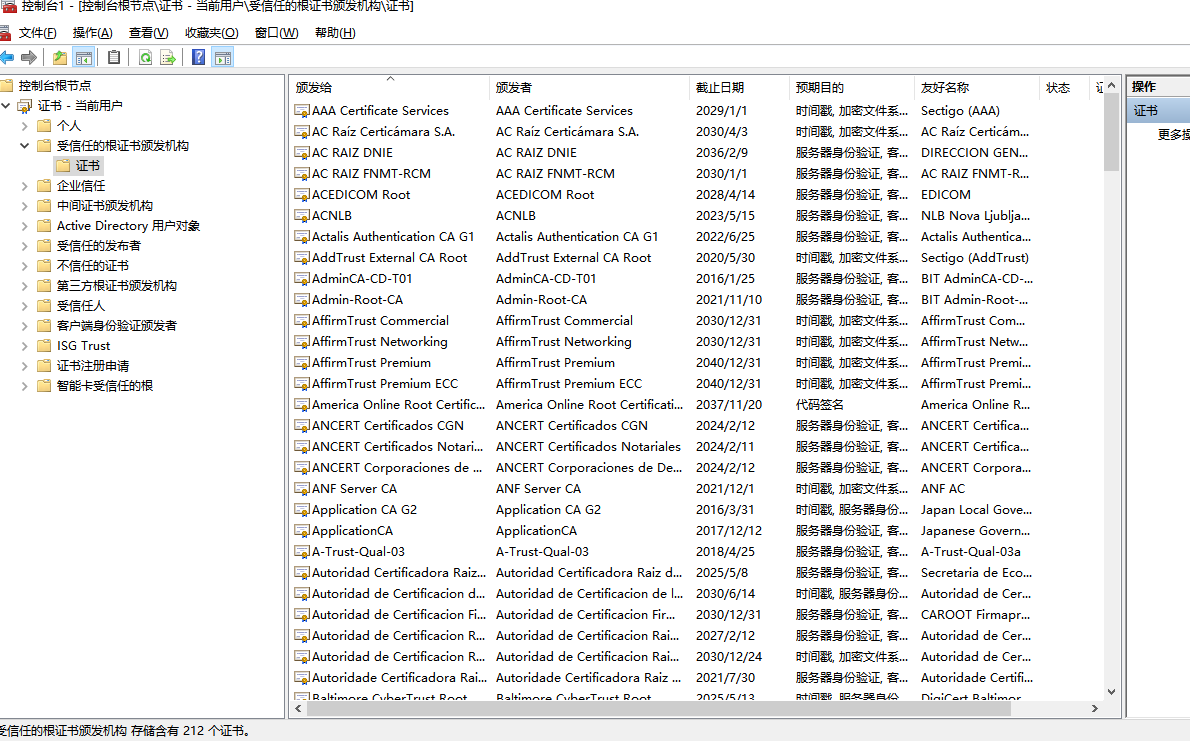 控制台1 - [控制台根节点\证书 - 当前用户\受信任的根证书颁发机构\证书]
文件(F) 操作(A) 查看(V) 收藏夹(O) 窗口(W) 帮助(H)
控制台根节点
证书 - 当前用户
个人
受信任的根证书颁发机构
证书
企业信任
中间证书颁发机构
Active Directory 用户对象
受信任的发布者
不信任的证书
第三方根证书颁发机构
受信任人
客户端身份验证颁发者
ISG Trust
证书注册申请
智能卡受信任的根
颁发给 颁发者 截止日期 预期目的 友好名称 状态 证
AAA Certificate Services AAA Certificate Services 2029/1/1 时间戳, 加密文件系... Sectigo (AAA)
AC Raíz Certicámara S.A. AC Raíz Certicámara S.A. 2030/4/3 时间戳, 加密文件系... AC Raíz Certicám...
AC RAIZ DNIE AC RAIZ DNIE 2036/2/9 服务器身份验证, 客... DIRECCION GEN...
AC RAIZ FNMT-RCM AC RAIZ FNMT-RCM 2030/1/1 服务器身份验证, 客... AC RAIZ FNMT-R...
ACEDICOM Root ACEDICOM Root 2028/4/14 服务器身份验证, 客... EDICOM
ACNLB ACNLB 2023/5/15 服务器身份验证, 客... NLB Nova Ljublja...
Actalis Authentication CA G1 Actalis Authentication CA G1 2022/6/25 服务器身份验证, 客... Actalis Authentica...
AddTrust External CA Root AddTrust External CA Root 2020/5/30 时间戳, 加密文件系... Sectigo (AddTrust)
AdminCA-CD-T01 AdminCA-CD-T01 2016/1/25 服务器身份验证, 客... BIT AdminCA-CD-...
Admin-Root-CA Admin-Root-CA 2021/11/10 服务器身份验证, 客... BIT Admin-Root-...
AffirmTrust Commercial AffirmTrust Commercial 2030/12/31 时间戳, 加密文件系... AffirmTrust Com...
AffirmTrust Networking AffirmTrust Networking 2030/12/31 时间戳, 加密文件系... AffirmTrust Netw...
AffirmTrust Premium AffirmTrust Premium 2040/12/31 时间戳, 加密文件系... AffirmTrust Premi...
AffirmTrust Premium ECC AffirmTrust Premium ECC 2040/12/31 时间戳, 加密文件系... AffirmTrust Premi...
America Online Root Certific... America Online Root Certificati... 2037/11/20 代码签名 America Online R...
ANCERT Certificados CGN ANCERT Certificados CGN 2024/2/12 服务器身份验证, 客... ANCERT Certifica...
ANCERT Certificados Notari... ANCERT Certificados Notariales 2024/2/11 服务器身份验证, 客... ANCERT Certifica...
ANCERT Corporaciones de ... ANCERT Corporaciones de De... 2024/2/12 服务器身份验证, 客... ANCERT Corpora...
ANF Server CA ANF Server CA 2021/12/1 时间戳, 加密文件系... ANF AC
Application CA G2 Application CA G2 2016/3/31 时间戳, 服务器身份... Japan Local Gove...
ApplicationCA ApplicationCA 2017/12/12 服务器身份验证, 客... Japanese Govern...
A-Trust-Qual-03 A-Trust-Qual-03 2018/4/25 服务器身份验证, 客... A-Trust-Qual-03a
Autoridad Certificadora Raiz... Autoridad Certificadora Raiz d... 2025/5/8 服务器身份验证, 客... Secretaria de Eco...
Autoridad de Certificacion d... Autoridad de Certificacion de l... 2030/6/14 时间戳, 服务器身份... Autoridad de Cer...
Autoridad de Certificacion Fi... Autoridad de Certificacion Fir... 2030/12/31 服务器身份验证, 客... CAROOT Firmapr...
Autoridad de Certificacion R... Autoridad de Certificacion Rai... 2027/2/12 服务器身份验证, 客... Autoridad de Cer...
Autoridad de Certificacion R... Autoridad de Certificacion Rai... 2030/12/24 时间戳, 加密文件系... Autoridad de Cer...
Autoridade Certificadora Rai... Autoridade Certificadora Raiz ... 2021/7/30 服务器身份验证, 客... Autoridade Certifi...
Baltimore CyberTrust Root Baltimore CyberTrust Root 2025/5/13 时间戳, 服务器身份... DigiCert Baltimor...
操作
证书
更多操
受信任的根证书颁发机构 存储含有 212 个证书。